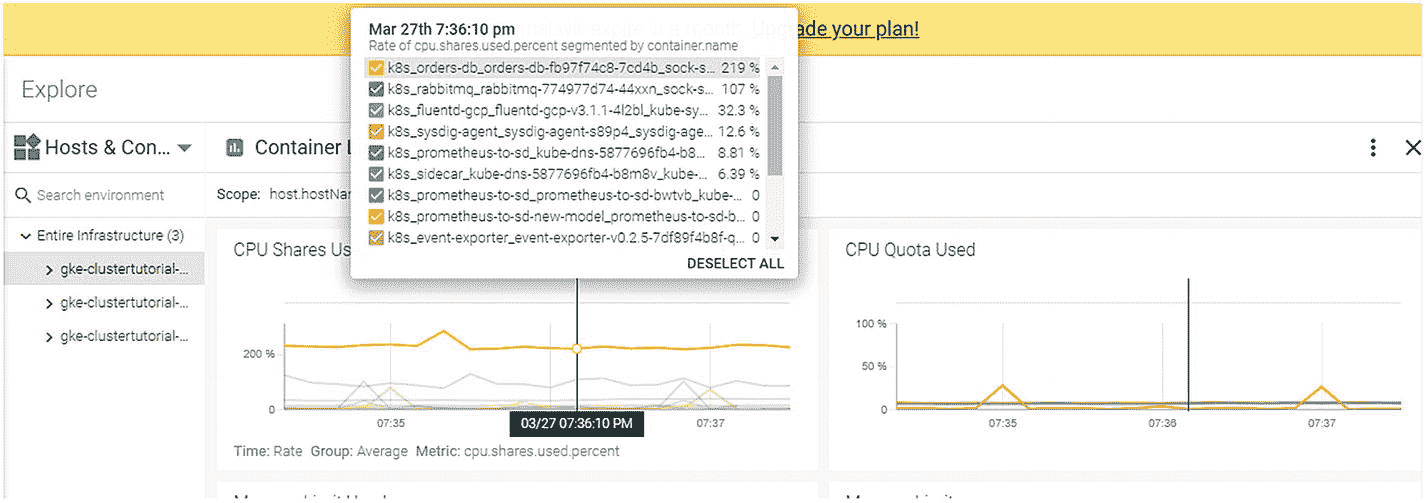 Mar 27th 7:36:10 pm
Rate of cpu.shares.used.percent segmented by container.name
will expire in a month. Upgrade your plan!
k8s_orders-db_orders-db-fb97f74c8-7cd4b_sock-s... 219 %
k8s_rabbitmq_rabbitmq-774977d74-44xxn_sock-s... 107 %
k8s_fluentd-gcp_fluentd-gcp-v3.1.1-4l2bl_kube-sy... 32.3 %
k8s_sysdig-agent_sysdig-agent-s89p4_sysdig-age... 12.6 %
k8s_prometheus-to-sd_kube-dns-5877696fb4-b8... 8.81 %
k8s_sidecar_kube-dns-5877696fb4-b8m8v_kube-... 6.39 %
k8s_prometheus-to-sd_prometheus-to-sd-bwtvb_kube-... 0
k8s_prometheus-to-sd-new-model_prometheus-to-sd-b... 0
k8s_event-exporter_event-exporter-v0.2.5-7df89f4b8f-q... 0
DESELECT ALL
Explore
Hosts & Con...
Container
Search environment
Scope: host.hostNa
Entire Infrastructure (3)
gke-clustertutorial-...
gke-clustertutorial-...
gke-clustertutorial-...
CPU Shares Us
200 %
0
07:35
03/27 07:36:10 PM
07:37
Time: Rate Group: Average Metric: cpu.shares.used.percent
CPU Quota Used
100 %
50 %
0
07:35
07:36
07:37